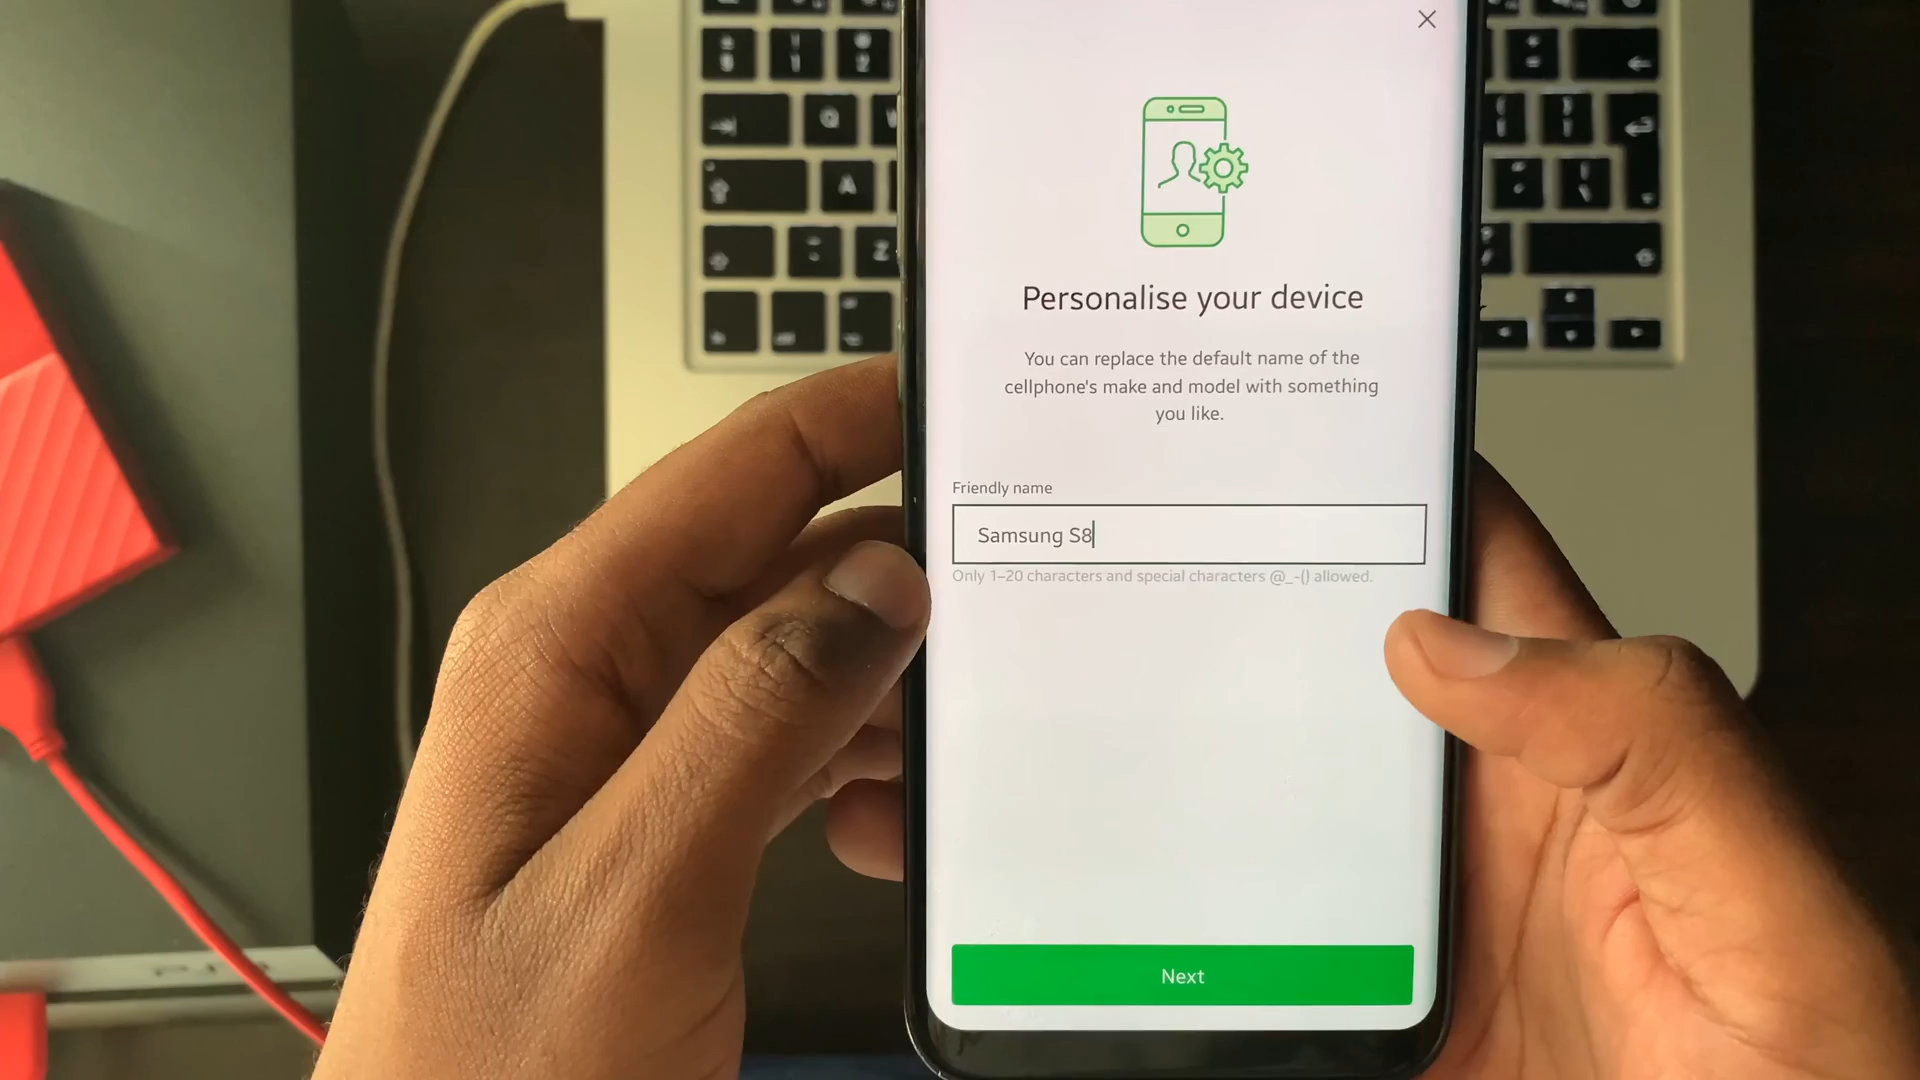 Q
A
Z
Personalise your device
You can replace the default name of the
cellphone's make and model with something
you like.
Friendly name
Samsung S8
Only 1–20 characters and special characters @_-() allowed.
Next